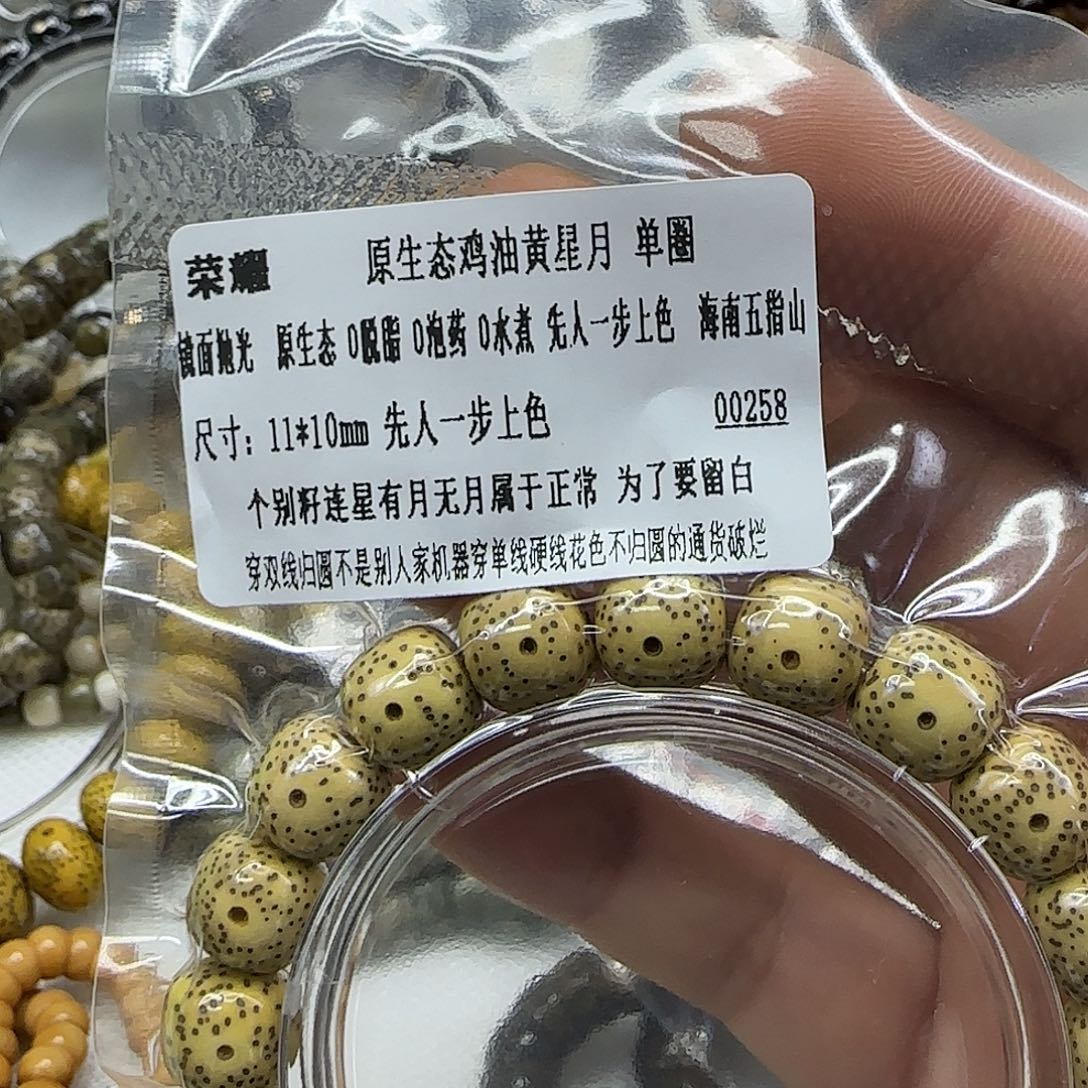 荣耀 原生态鸡油黄星月 单圈
镜面抛光 原生态 0脱脂 0泡药 0水煮 先人一步上色 海南五指山
尺寸：11*10mm 先人一步上色 00258
个别籽连星有月无月属于正常 为了要留白
穿双线归圆不是别人家机器穿单线硬线花色不归圆的通货破烂